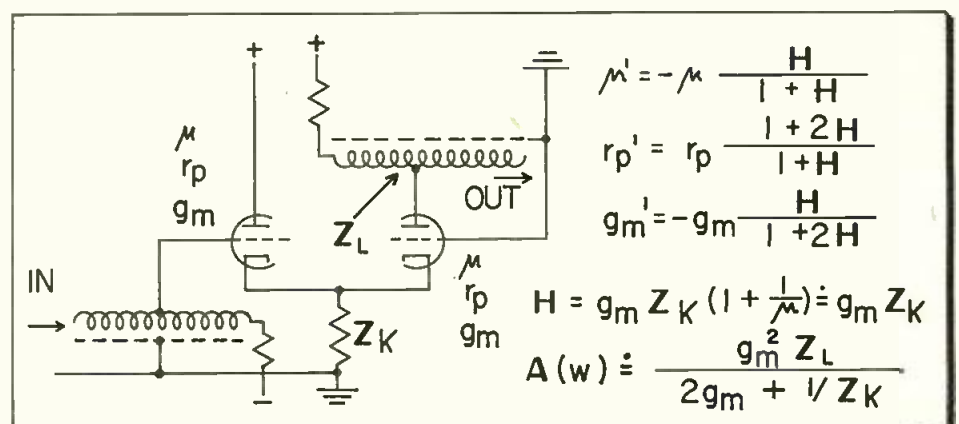 + +
μ
r_p
g_m
IN
Z_L
OUT
Z_K
μ
r_p
g_m
μ' = -μ H / (1 + H)
r_p' = r_p (1 + 2H) / (1 + H)
g_m' = -g_m H / (1 + 2H)
H = g_m Z_K (1 + 1/μ) ≐ g_m Z_K
A(w) ≐ g_m² Z_L / (2g_m + 1/Z_K)
−